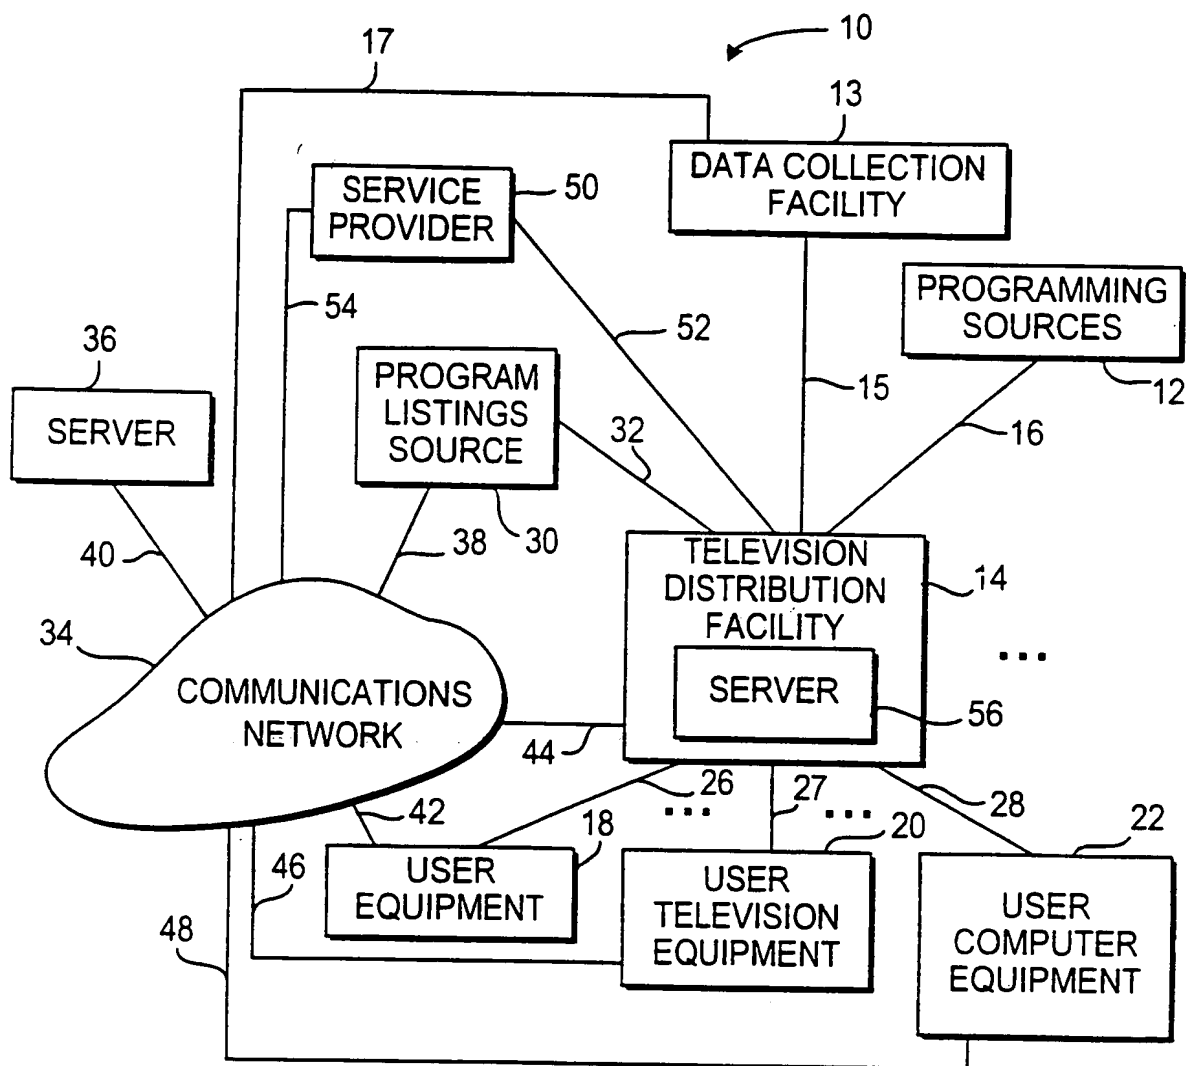 10
17
13
DATA COLLECTION
FACILITY
SERVICE
PROVIDER
50
54
52
PROGRAMMING
SOURCES
36
SERVER
PROGRAM
LISTINGS
SOURCE
15
12
32
16
40
38
30
TELEVISION
DISTRIBUTION
FACILITY
14
34
...
SERVER
COMMUNICATIONS
NETWORK
56
44
26
27
28
...
...
42
18
20
22
46
USER
EQUIPMENT
USER
TELEVISION
EQUIPMENT
USER
COMPUTER
EQUIPMENT
48